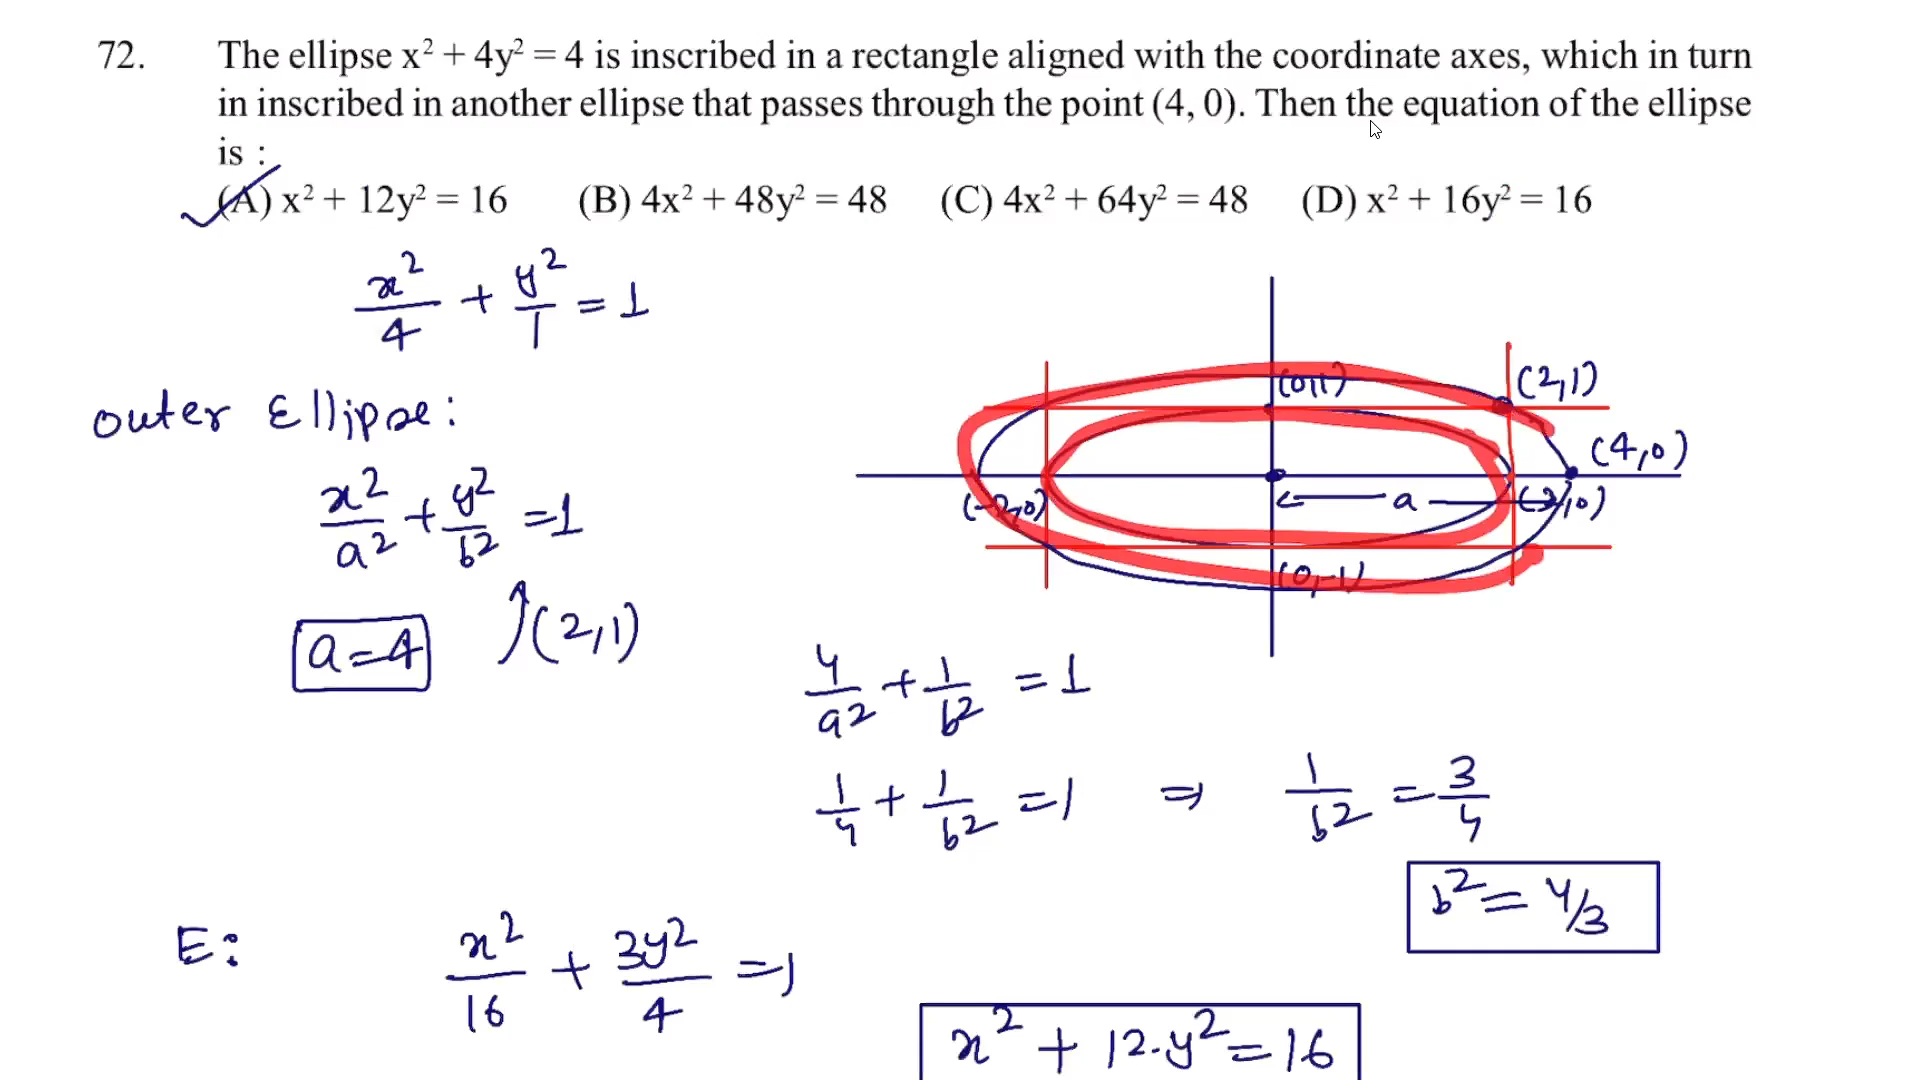 72. The ellipse x² + 4y² = 4 is inscribed in a rectangle aligned with the coordinate axes, which in turn
in inscribed in another ellipse that passes through the point (4, 0). Then the equation of the ellipse
is :
(A) x² + 12y² = 16 (B) 4x² + 48y² = 48 (C) 4x² + 64y² = 48 (D) x² + 16y² = 16
x²/4 + y²/1 = 1
outer Ellipse:
x²/a² + y²/b² = 1
a = 4 (2,1)
(0,1) (2,1)
(4,0)
(-2,0) a (2,0)
(0,-1)
4/a² + 1/b² = 1
1/4 + 1/b² = 1 ⇒ 1/b² = 3/4
b² = 4/3
E: x²/16 + 3y²/4 = 1
x² + 12.y² = 16